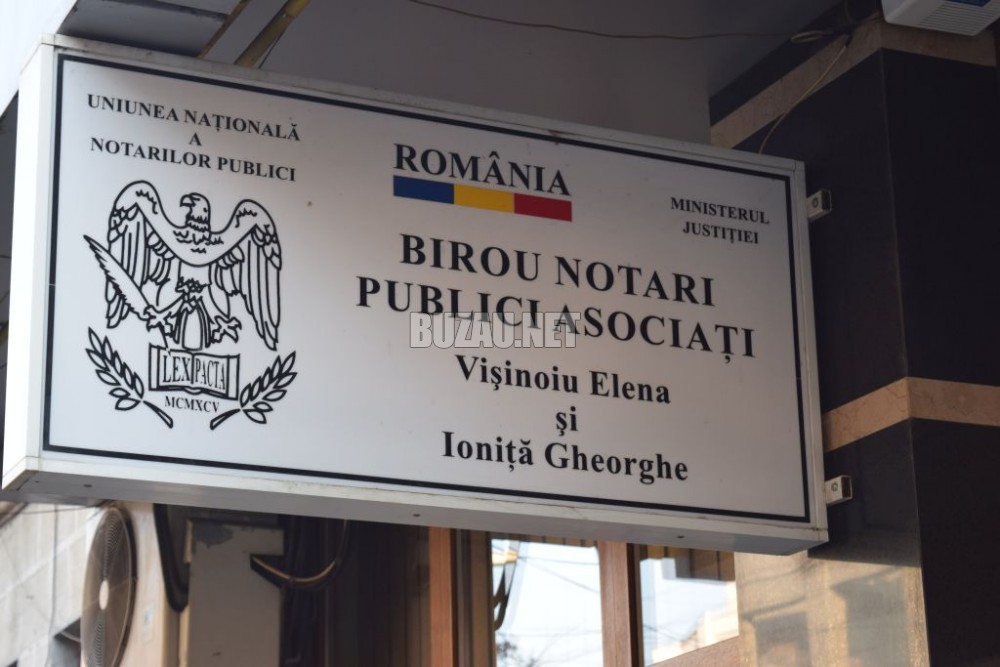 UNIUNEA NAȚIONALĂ
A
NOTARILOR PUBLICI
LEX PACTA
MCMXCV
ROMÂNIA
MINISTERUL
JUSTIȚIEI
BIROU NOTARI
PUBLICI ASOCIAȚI
BUZAU.NET
Vişinoiu Elena
şi
Ioniță Gheorghe